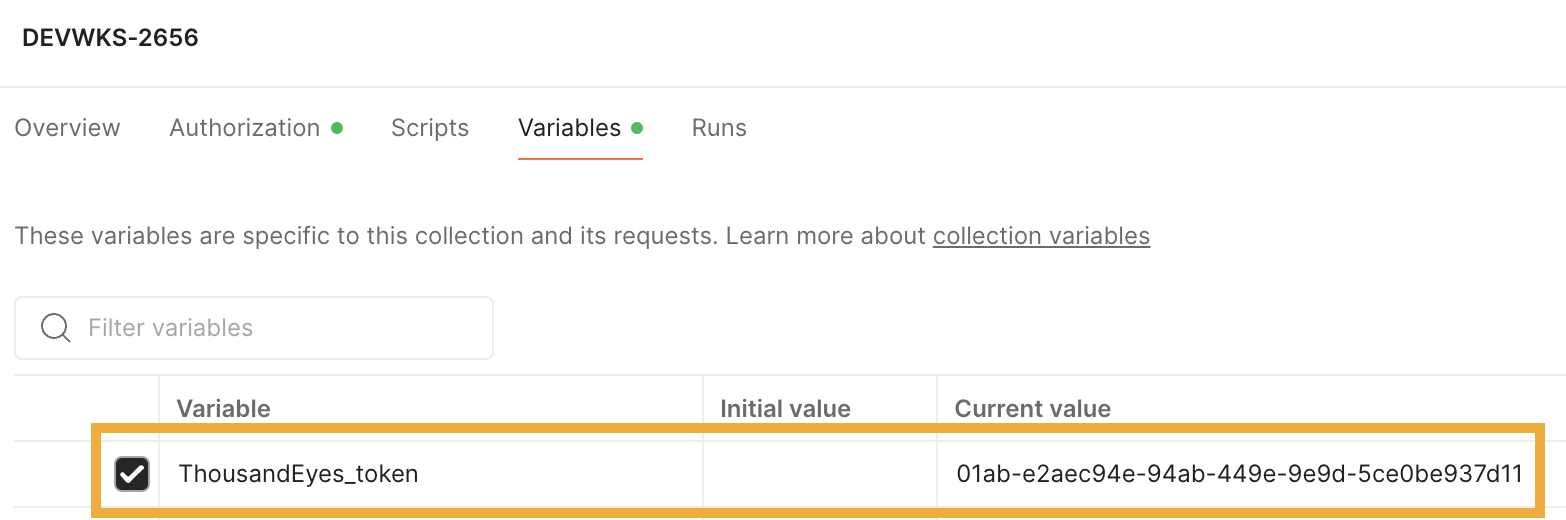 DEVWKS-2656
Overview Authorization Scripts Variables Runs
These variables are specific to this collection and its requests. Learn more about collection variables
Filter variables
Variable Initial value Current value
ThousandEyes_token 01ab-e2aec94e-94ab-449e-9e9d-5ce0be937d11